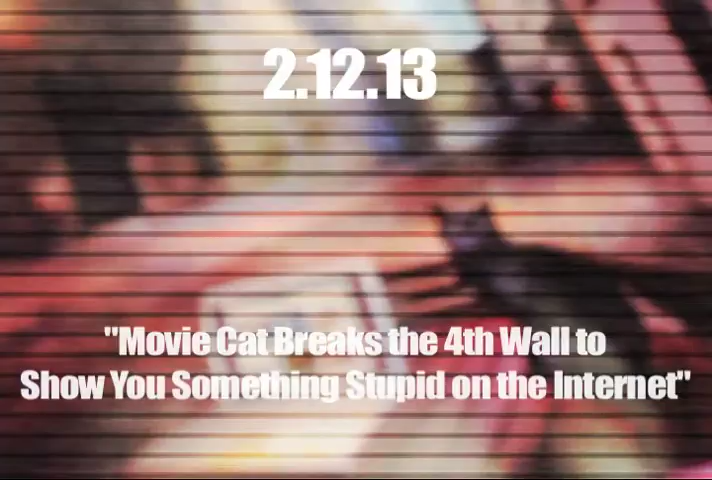 2.12.13
"Movie Cat Breaks the 4th Wall to
Show You Something Stupid on the Internet"